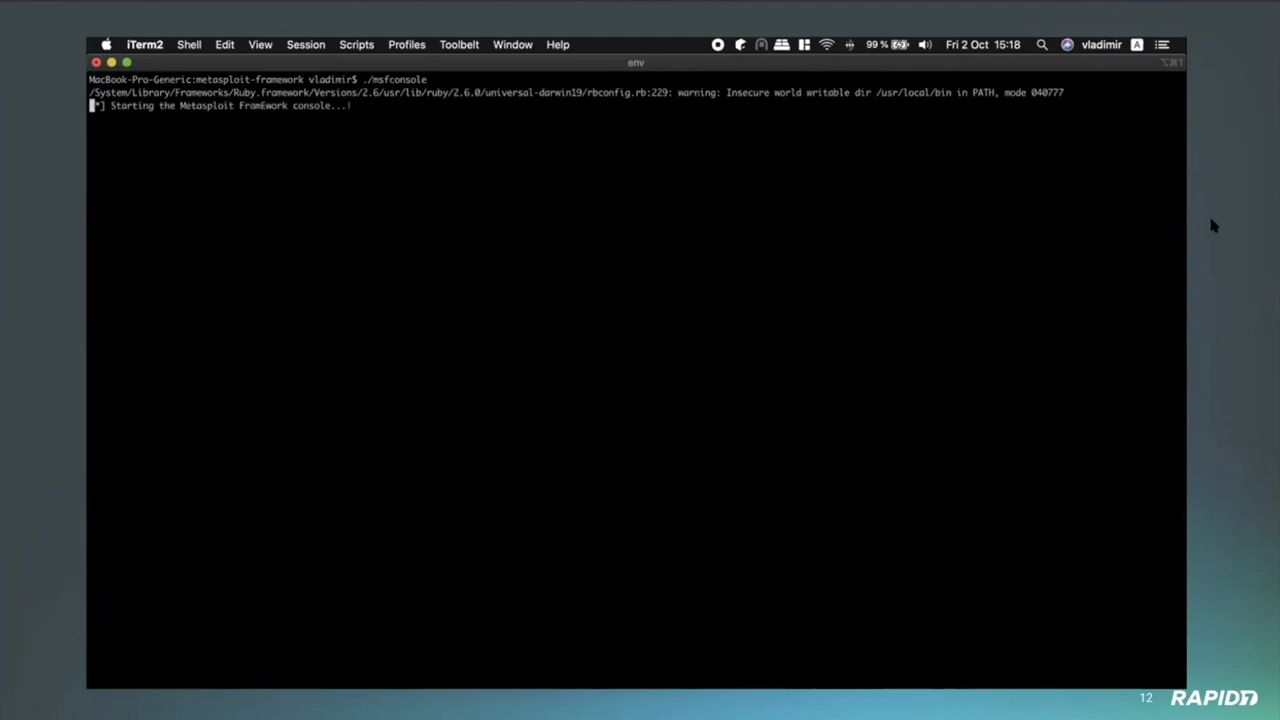 iTerm2 Shell Edit View Session Scripts Profiles Toolbelt Window Help 99% Fri 2 Oct 15:18 vladimir A
env ⌥⌘1
MacBook-Pro-Generic:metasploit-framework vladimir$ ./msfconsole
/System/Library/Frameworks/Ruby.framework/Versions/2.6/usr/lib/ruby/2.6.0/universal-darwin19/rbconfig.rb:229: warning: Insecure world writable dir /usr/local/bin in PATH, mode 040777
*] Starting the Metasploit FramEwork console...!
12 RAPID7